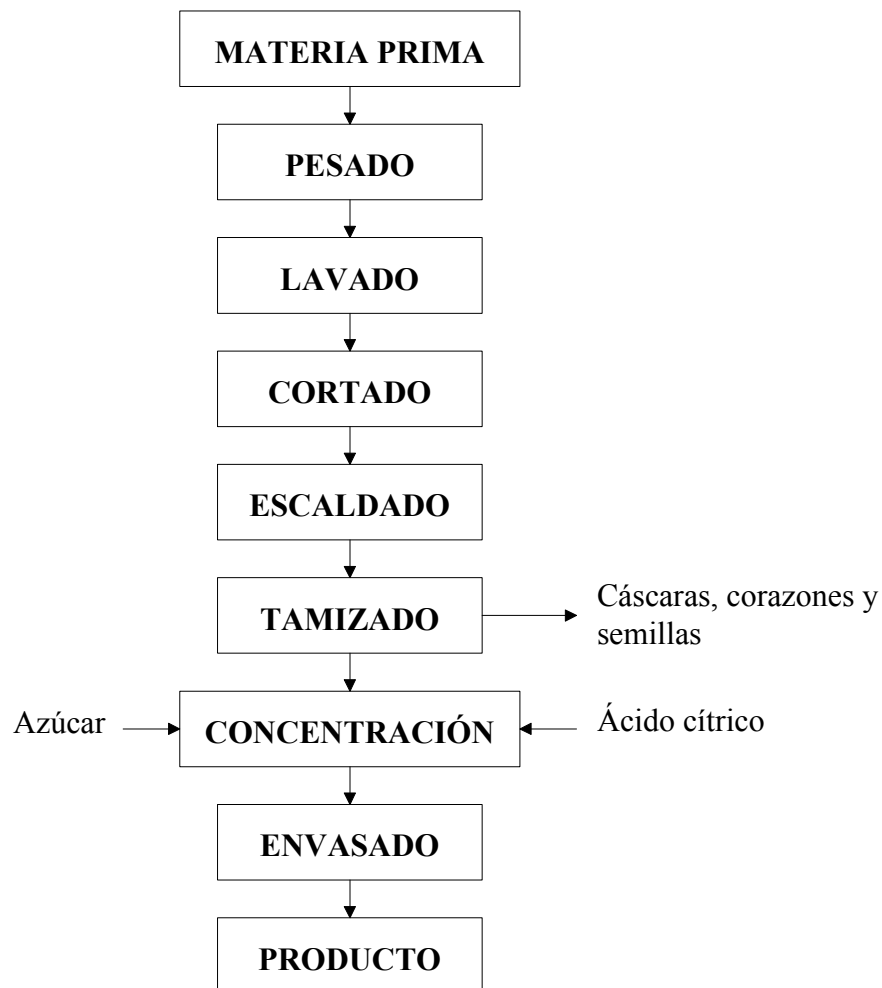 MATERIA PRIMA
PESADO
LAVADO
CORTADO
ESCALDADO
TAMIZADO
Cáscaras, corazones y
semillas
Azúcar
CONCENTRACIÓN
Ácido cítrico
ENVASADO
PRODUCTO